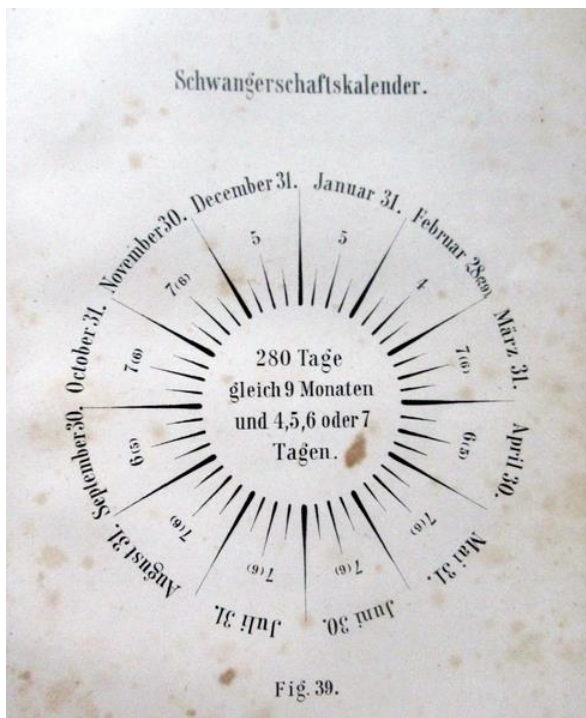 Schwangerschaftskalender.
Januar 31.
5
Februar 28(29).
4
März 31.
7(6)
April 30.
6(5)
Mai 31.
7(6)
Juni 30.
7(6)
Juli 31.
7(6)
August 31.
7(6)
September 30.
6(5)
October 31.
7(6)
November 30.
7(6)
December 31.
5
280 Tage
gleich 9 Monaten
und 4,5,6 oder 7
Tagen.
Fig. 39.